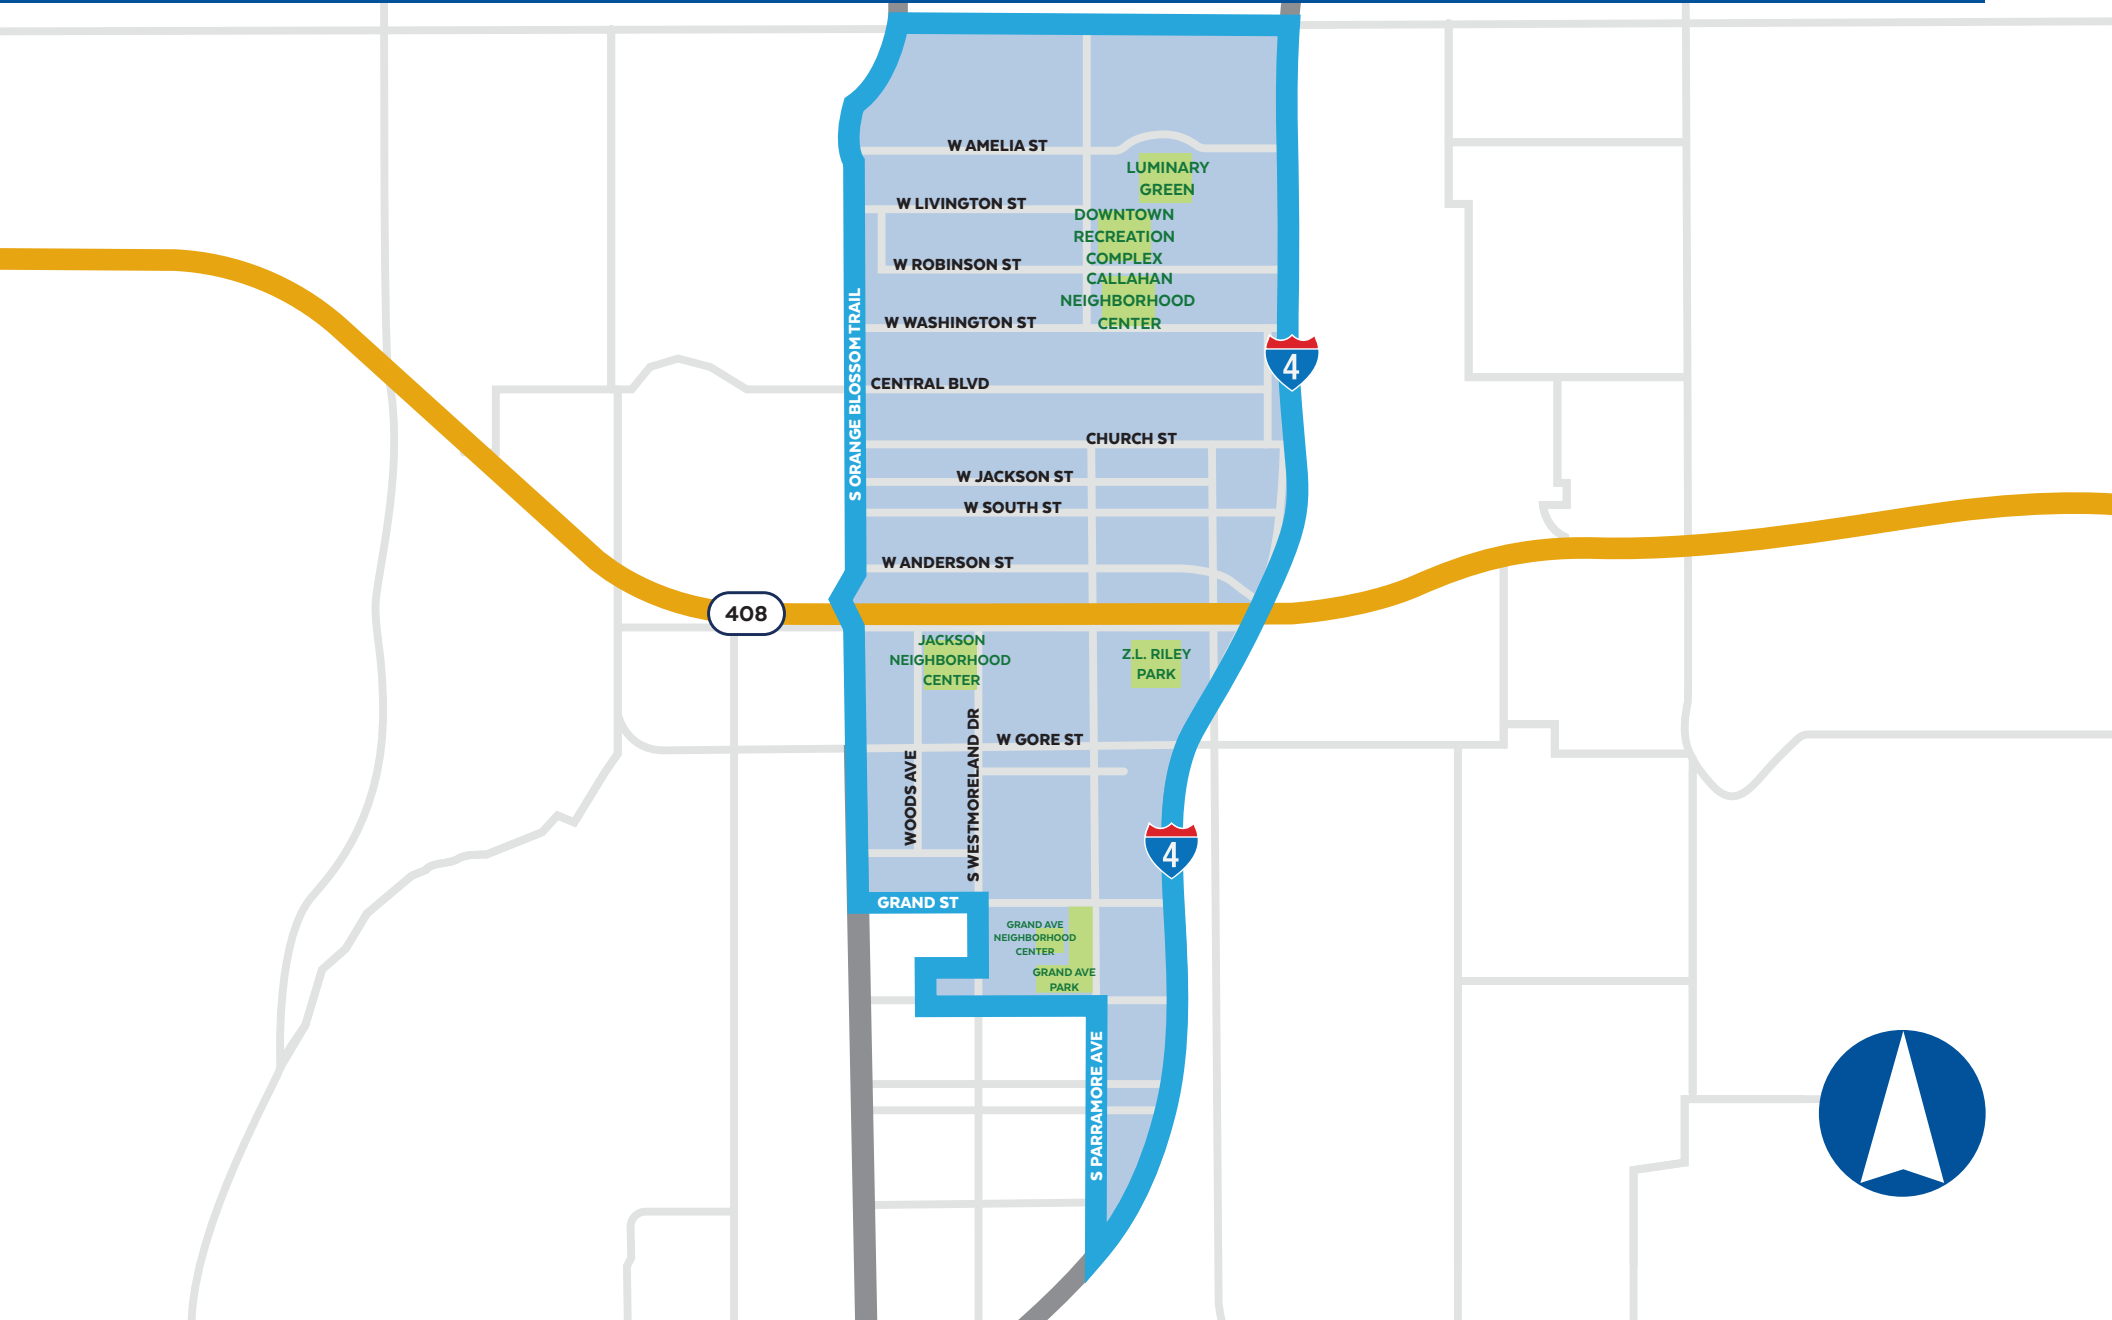 W AMELIA ST
LUMINARY
GREEN
W LIVINGTON ST
DOWNTOWN
RECREATION
COMPLEX
W ROBINSON ST
CALLAHAN
NEIGHBORHOOD
CENTER
W WASHINGTON ST
S ORANGE BLOSSOM TRAIL
4
CENTRAL BLVD
CHURCH ST
W JACKSON ST
W SOUTH ST
W ANDERSON ST
408
JACKSON
NEIGHBORHOOD
CENTER
Z.L. RILEY
PARK
W GORE ST
WOODS AVE
S WESTMORELAND DR
4
GRAND ST
GRAND AVE
NEIGHBORHOOD
CENTER
GRAND AVE
PARK
S PARRAMORE AVE